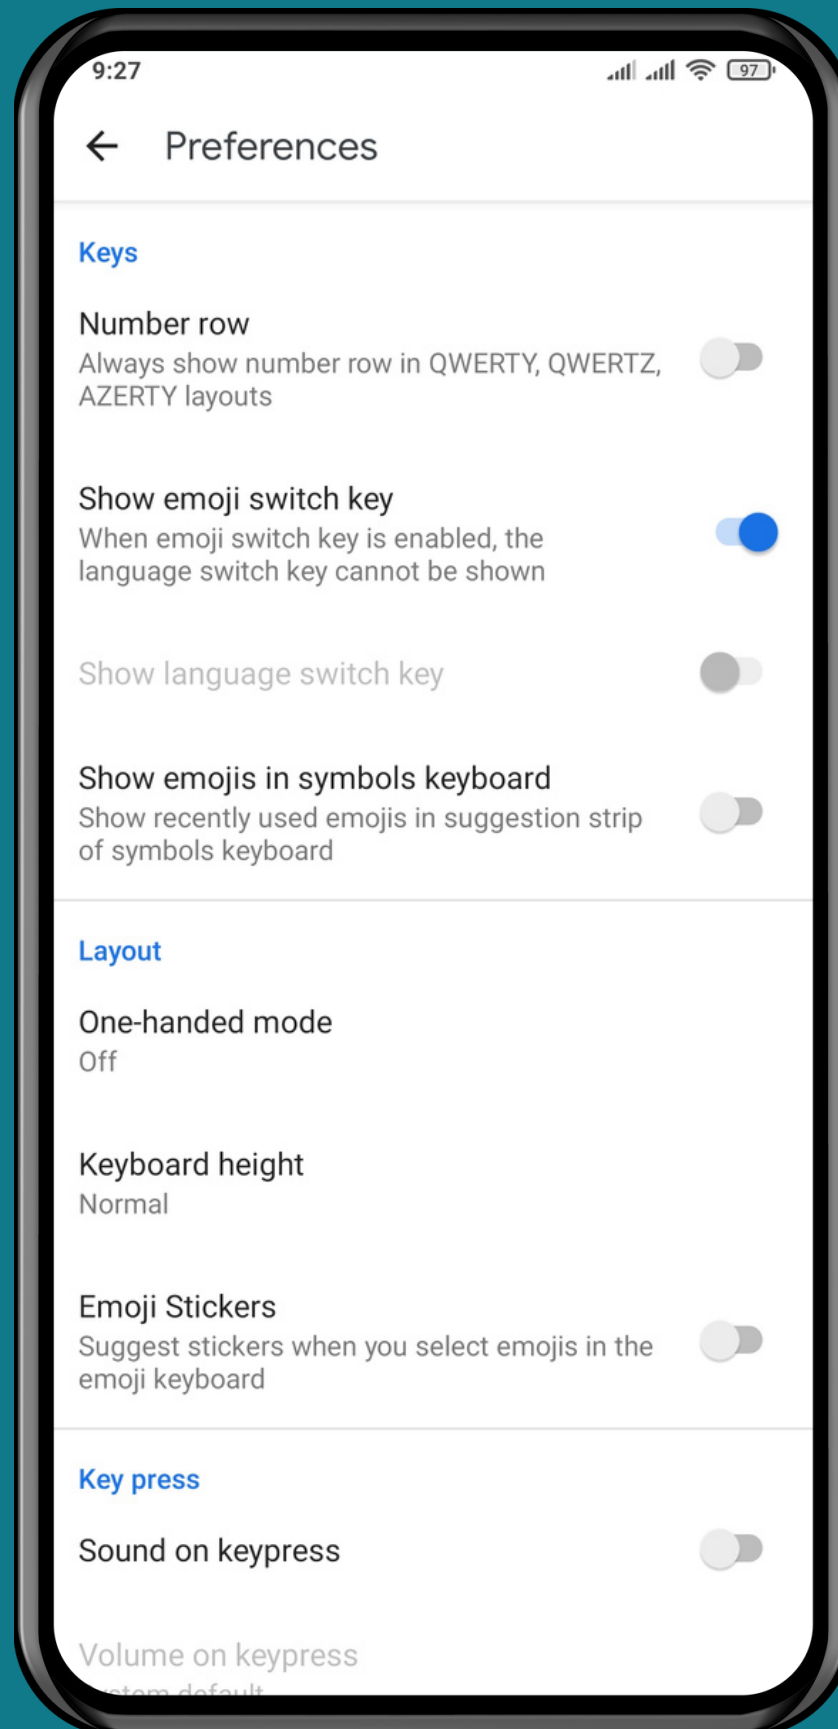 9:27
97
Preferences
Keys
Number row
Always show number row in QWERTY, QWERTZ,
AZERTY layouts
Show emoji switch key
When emoji switch key is enabled, the
language switch key cannot be shown
Show language switch key
Show emojis in symbols keyboard
Show recently used emojis in suggestion strip
of symbols keyboard
Layout
One-handed mode
Off
Keyboard height
Normal
Emoji Stickers
Suggest stickers when you select emojis in the
emoji keyboard
Key press
Sound on keypress
Volume on keypress
default